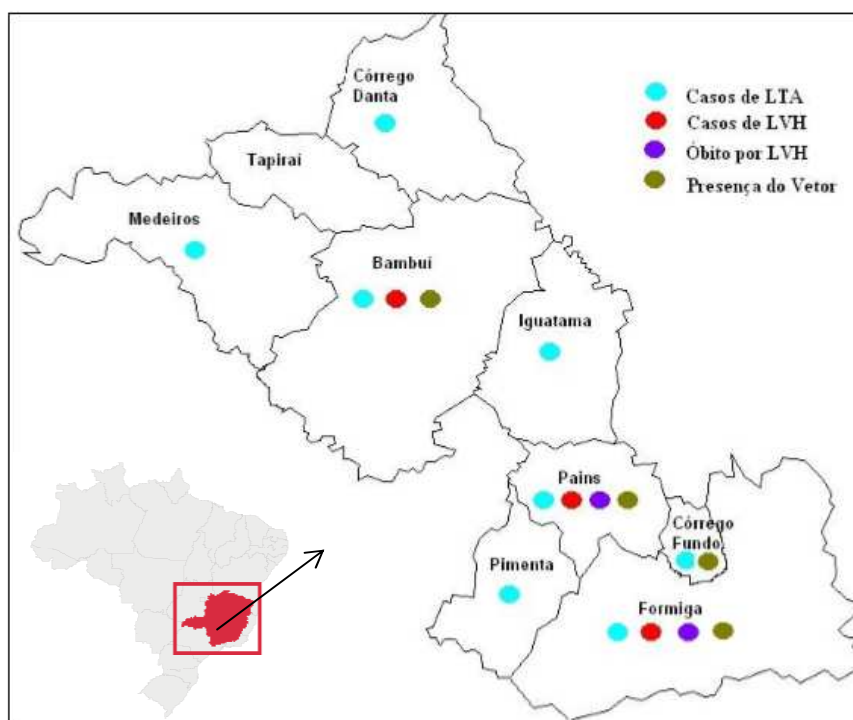 Córrego
Danta
Casos de LTA
Casos de LVH
Óbito por LVH
Presença do Vetor
Tapiraí
Medeiros
Bambuí
Iguatama
Pains
Córrego
Fundo
Pimenta
Formiga